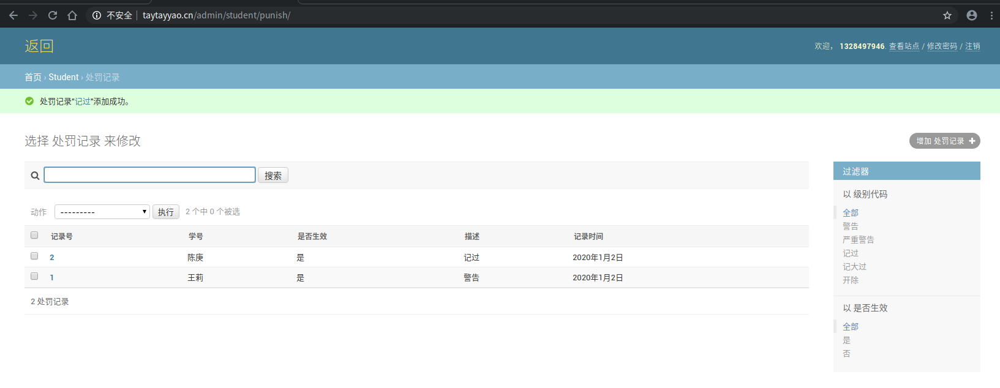 不安全 taytayyao.cn/admin/student/punish/
返回
欢迎， 1328497946. 查看站点 / 修改密码 / 注销
首页 › Student › 处罚记录
处罚记录"记过"添加成功。
选择 处罚记录 来修改
增加 处罚记录 +
搜索
动作 --------- 执行 2 个中 0 个被选
记录号 学号 是否生效 描述 记录时间
2 陈庚 是 记过 2020年1月2日
1 王莉 是 警告 2020年1月2日
2 处罚记录
过滤器
以 级别代码
全部
警告
严重警告
记过
记大过
开除
以 是否生效
全部
是
否